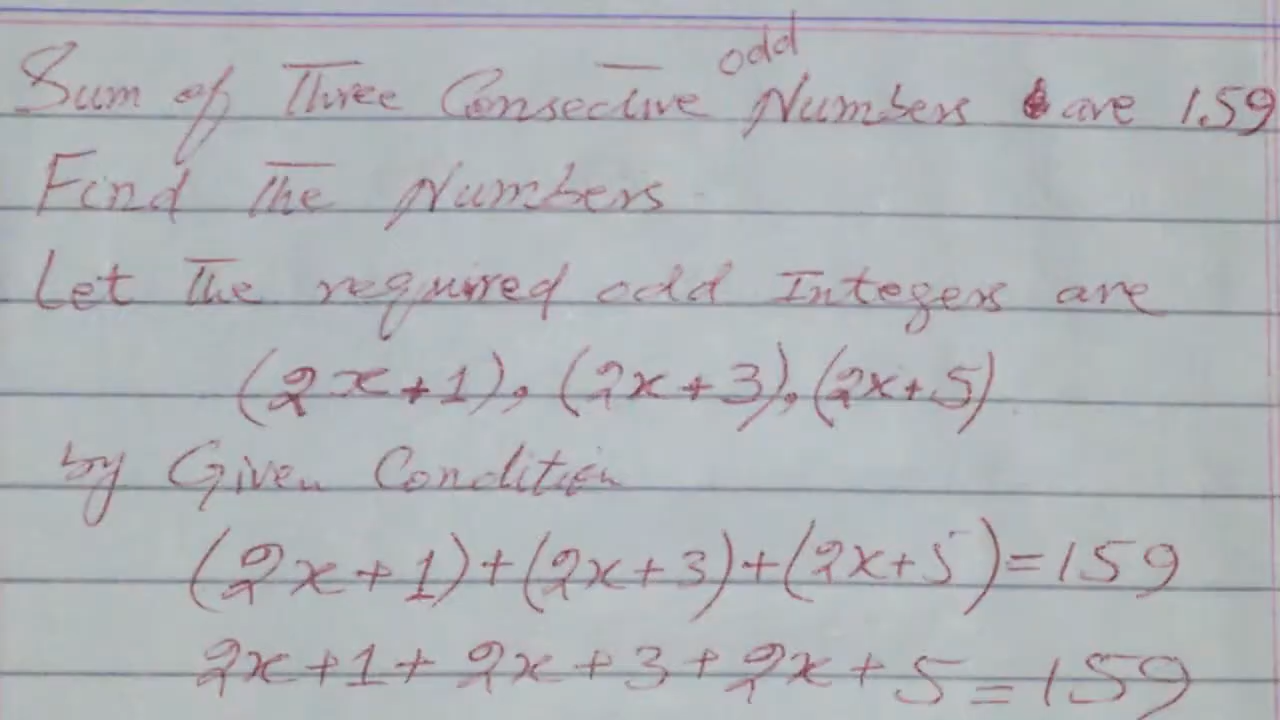 Sum of Three Consective odd Numbers are 159
Find The Numbers
Let The required odd Integers are
(2x+1), (2x+3), (2x+5)
by Given Condition
(2x+1)+(2x+3)+(2x+5)=159
2x+1+2x+3+2x+5=159